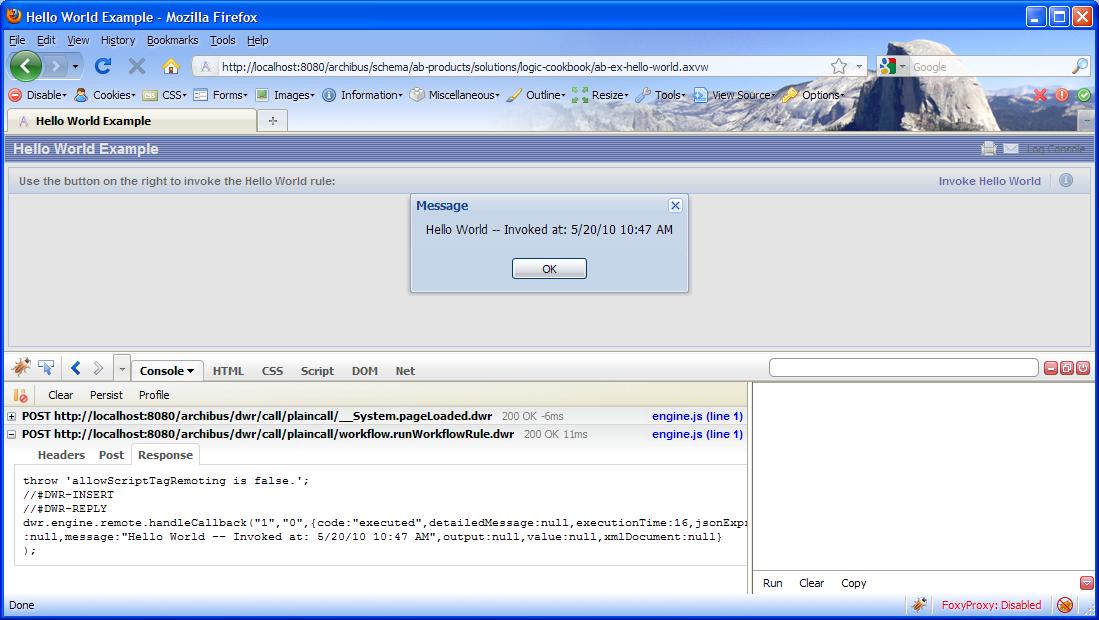 Hello World Example - Mozilla Firefox
File Edit View History Bookmarks Tools Help
http://localhost:8080/archibus/schema/ab-products/solutions/logic-cookbook/ab-ex-hello-world.axvw Google
Disable Cookies CSS Forms Images Information Miscellaneous Outline Resize Tools View Source Options
Hello World Example
Hello World Example Log Console
Use the button on the right to invoke the Hello World rule: Invoke Hello World
Message
Hello World -- Invoked at: 5/20/10 10:47 AM
OK
Console HTML CSS Script DOM Net
Clear Persist Profile
POST http://localhost:8080/archibus/dwr/call/plaincall/__System.pageLoaded.dwr 200 OK -6ms engine.js (line 1)
POST http://localhost:8080/archibus/dwr/call/plaincall/workflow.runWorkflowRule.dwr 200 OK 11ms engine.js (line 1)
Headers Post Response
throw 'allowScriptTagRemoting is false.';
//#DWR-INSERT
//#DWR-REPLY
dwr.engine.remote.handleCallback("1","0",{code:"executed",detailedMessage:null,executionTime:16,jsonExpr
:null,message:"Hello World -- Invoked at: 5/20/10 10:47 AM",output:null,value:null,xmlDocument:null}
);
Run Clear Copy
Done FoxyProxy: Disabled